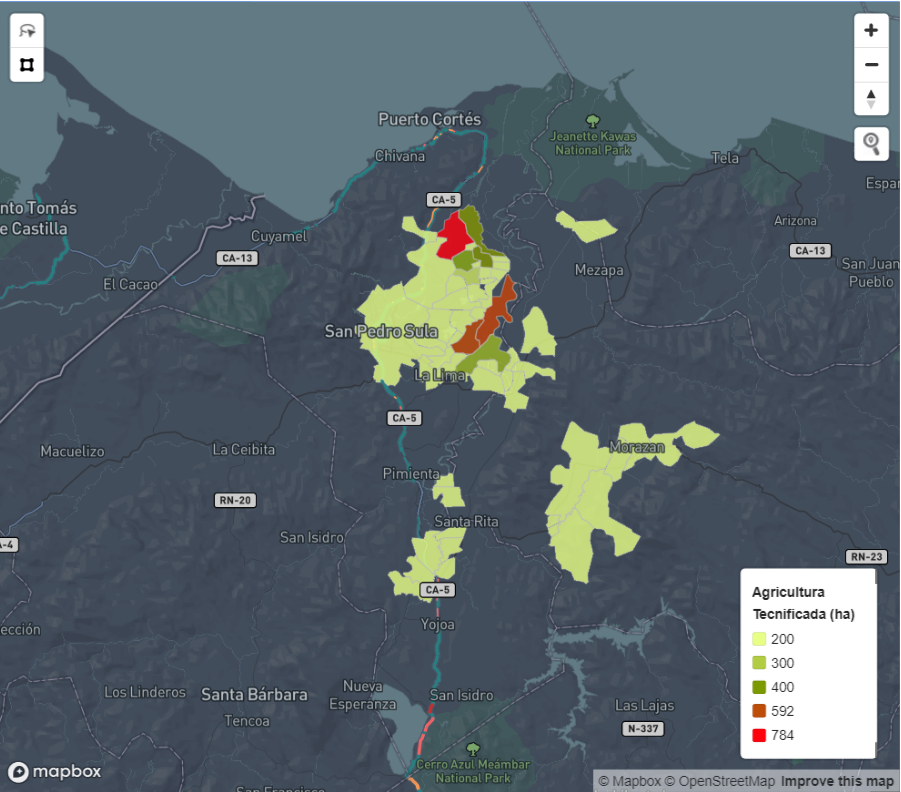 Puerto Cortés
Chivana
Jeanette Kawas
National Park
Tela
CA-5
nto Tomás
e Castilla
Espar
Arizona
Cuyamel
CA-13
CA-13
El Cacao
Mezapa
San Juan
Pueblo
San Pedro Sula
La Lima
CA-5
Macuelizo
La Ceibita
Morazan
Pimienta
RN-20
Santa Rita
San Isidro
A-4
RN-23
CA-5
Agricultura
Tecnificada (ha)
200
300
400
592
784
ección
Yojoa
Los Linderos
Santa Bárbara
Nueva
Esperanza
San Isidro
Tencoa
Las Lajas
N-337
Cerro Azul Meámbar
National Park
mapbox
San Francisco
© Mapbox © OpenStreetMap Improve this map